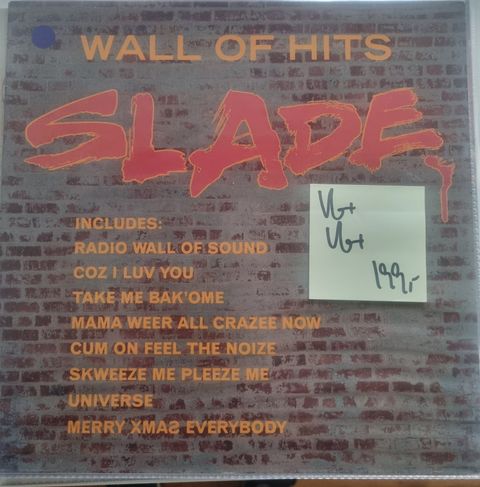 WALL OF HITS
SLADE
INCLUDES:
RADIO WALL OF SOUND
COZ I LUV YOU
TAKE ME BAK'OME
MAMA WEER ALL CRAZEE NOW
CUM ON FEEL THE NOIZE
SKWEEZE ME PLEEZE ME
UNIVERSE
MERRY XMAS EVERYBODY
VG+
VG+
199,-